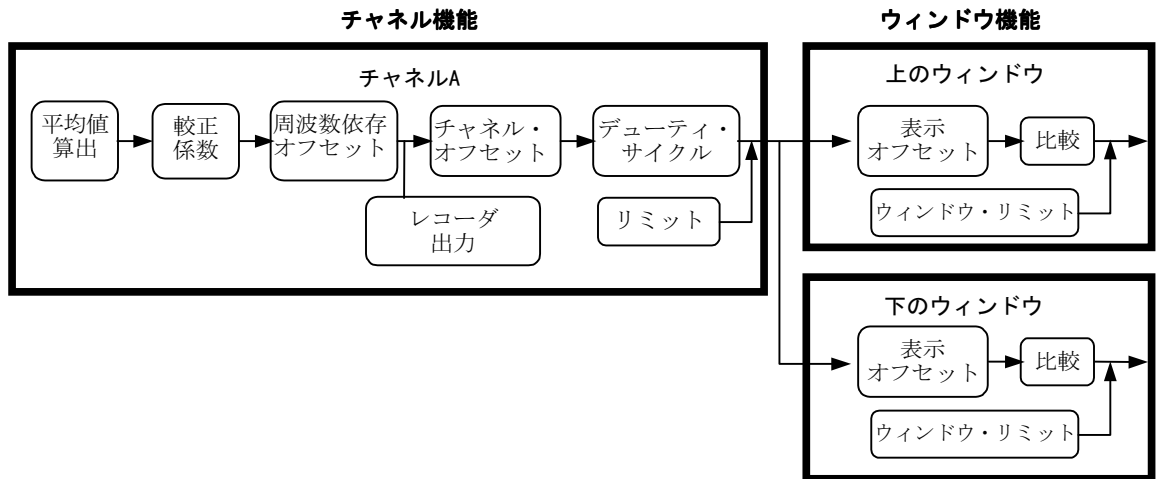 チャネル機能
ウィンドウ機能
チャネルA
平均値
算出
較正
係数
周波数依存
オフセット
チャネル・
オフセット
デューティ・
サイクル
レコーダ
出力
リミット
上のウィンドウ
表示
オフセット
比較
ウィンドウ・リミット
下のウィンドウ
表示
オフセット
比較
ウィンドウ・リミット